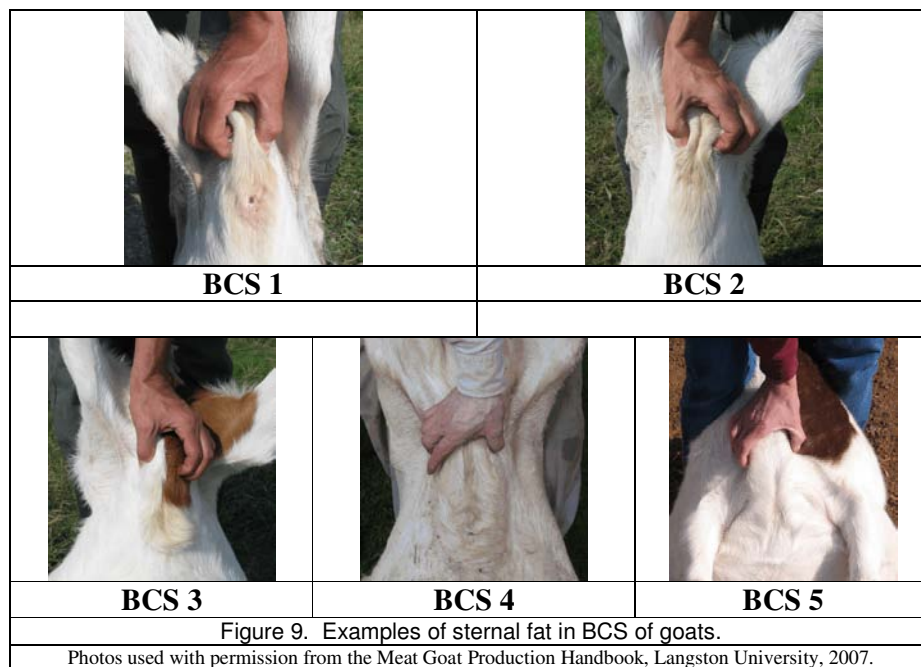 BCS 1
BCS 2
BCS 3
BCS 4
BCS 5
Figure 9. Examples of sternal fat in BCS of goats.
Photos used with permission from the Meat Goat Production Handbook, Langston University, 2007.